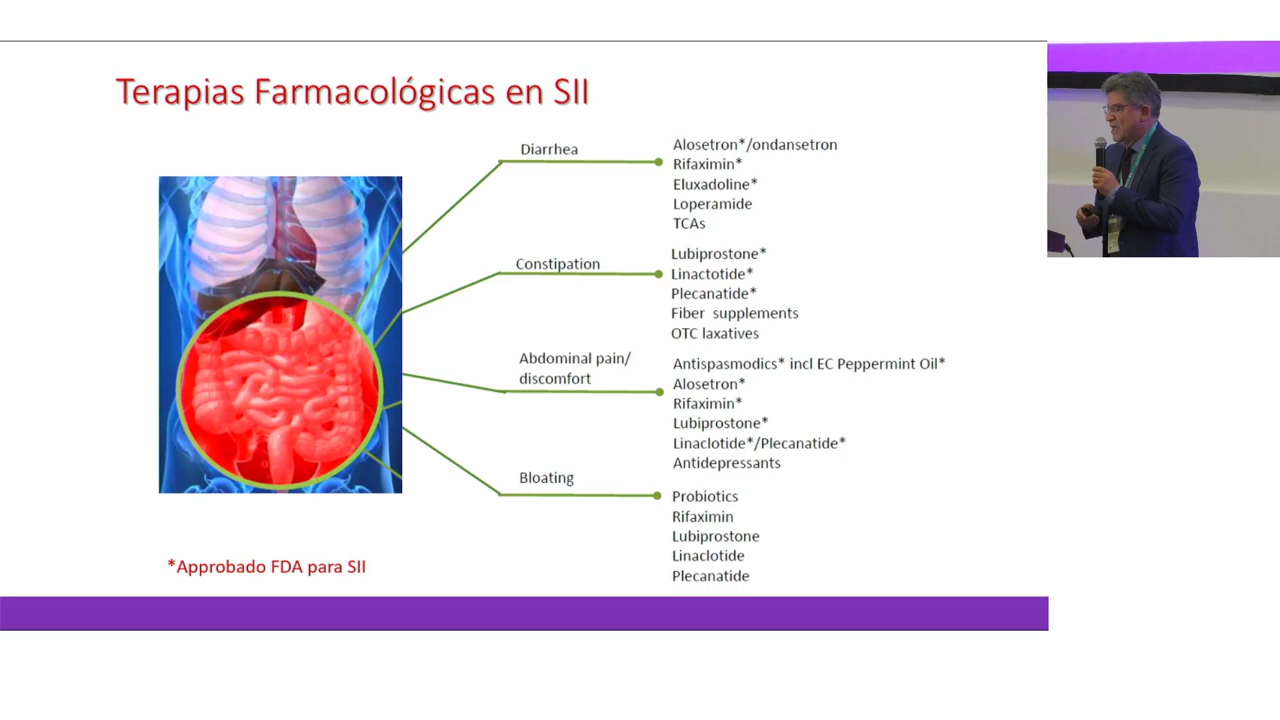 Terapias Farmacológicas en SII
Diarrhea
Alosetron*/ondansetron
Rifaximin*
Eluxadoline*
Loperamide
TCAs
Constipation
Lubiprostone*
Linactotide*
Plecanatide*
Fiber supplements
OTC laxatives
Abdominal pain/
discomfort
Antispasmodics* incl EC Peppermint Oil*
Alosetron*
Rifaximin*
Lubiprostone*
Linaclotide*/Plecanatide*
Antidepressants
Bloating
Probiotics
Rifaximin
Lubiprostone
Linaclotide
Plecanatide
*Approbado FDA para SII